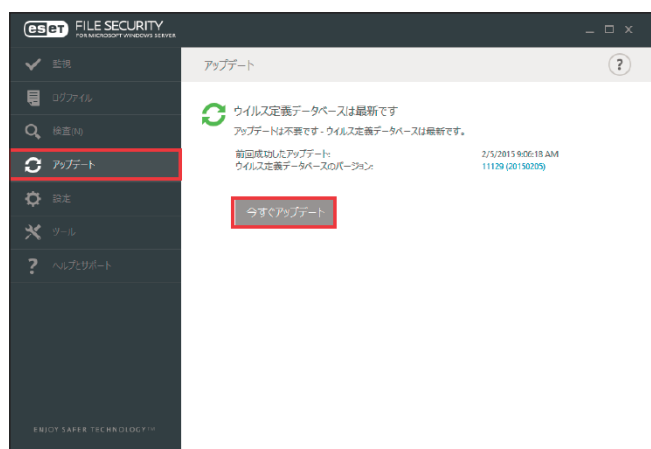 eset FILE SECURITY
FOR MICROSOFT WINDOWS SERVER
監視
アップデート
?
ログファイル
ウイルス定義データベースは最新です
検査(N)
アップデートは不要です - ウイルス定義データベースは最新です。
アップデート
前回成功したアップデート: 2/5/2015 9:06:18 AM
ウイルス定義データベースのバージョン: 11129 (20150205)
設定
今すぐアップデート
ツール
? ヘルプとサポート
ENJOY SAFER TECHNOLOGY™